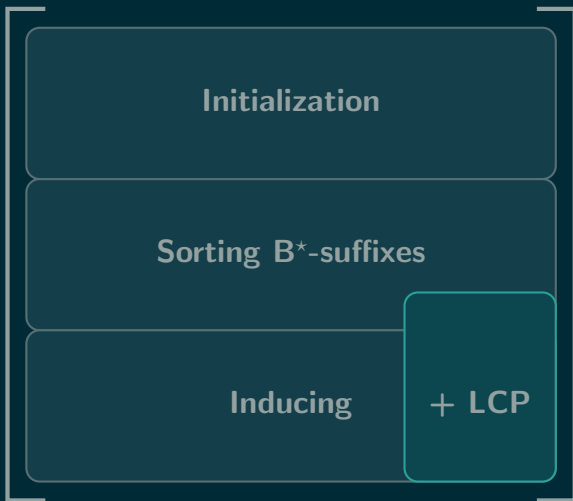 Initialization
Sorting B⋆-suffixes
Inducing
+ LCP